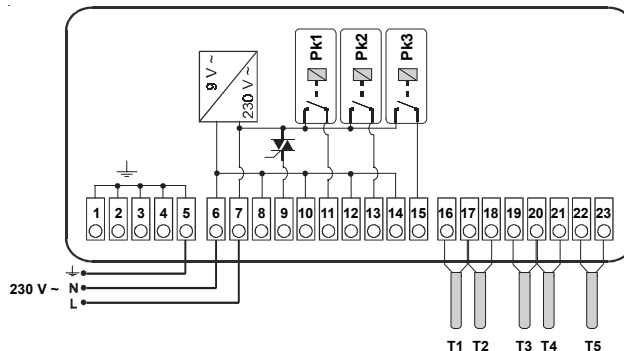 Pk1 Pk2 Pk3
9 V ~
230 V ~
1 2 3 4 5 6 7 8 9 10 11 12 13 14 15 16 17 18 19 20 21 22 23
230 V ~ N
L
T1 T2 T3 T4 T5